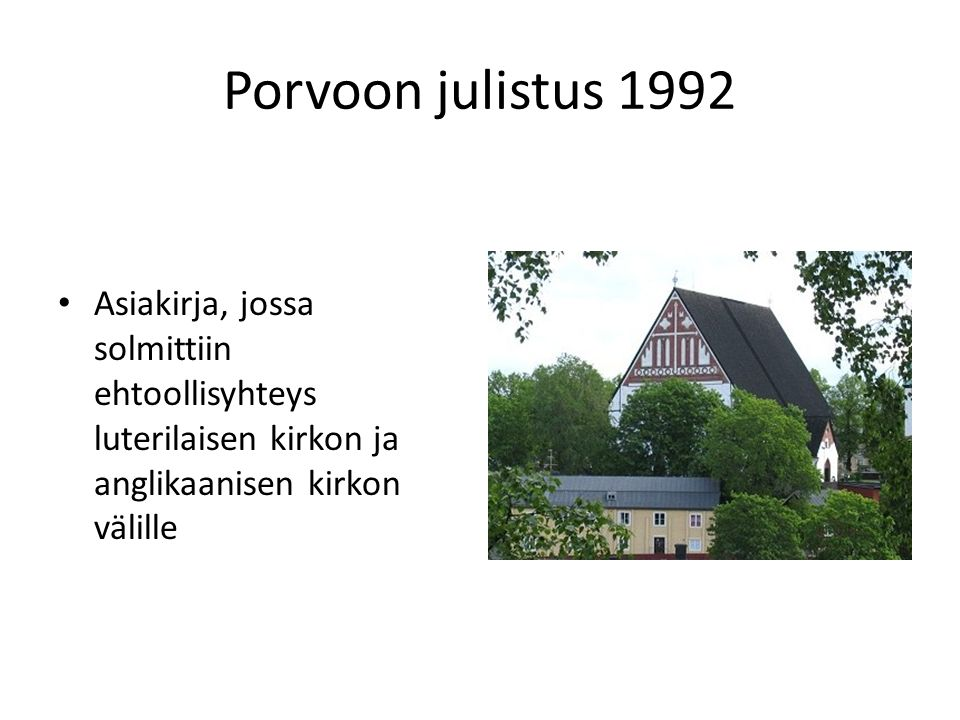 Porvoon julistus 1992
• Asiakirja, jossa
solmittiin
ehtoollisyhteys
luterilaisen kirkon ja
anglikaanisen kirkon
välille